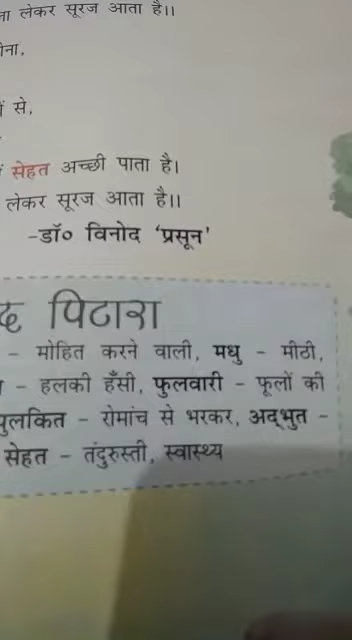 लेकर सूरज आता है।।
से,
सेहत अच्छी पाता है।
लेकर सूरज आता है।।
-डॉ० विनोद ‘प्रसून’
पिटारा
- मोहित करने वाली, मधु - मीठी,
- हलकी हँसी, फुलवारी - फूलों की
पुलकित - रोमांच से भरकर, अद्भुत -
सेहत - तंदुरुस्ती, स्वास्थ्य